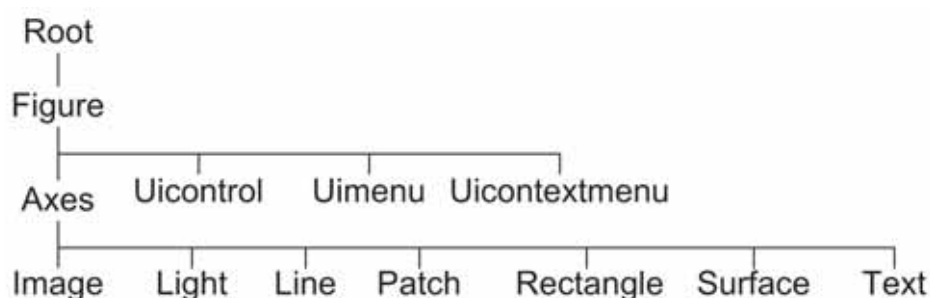 Root
Figure
Axes Uicontrol Uimenu Uicontextmenu
Image Light Line Patch Rectangle Surface Text